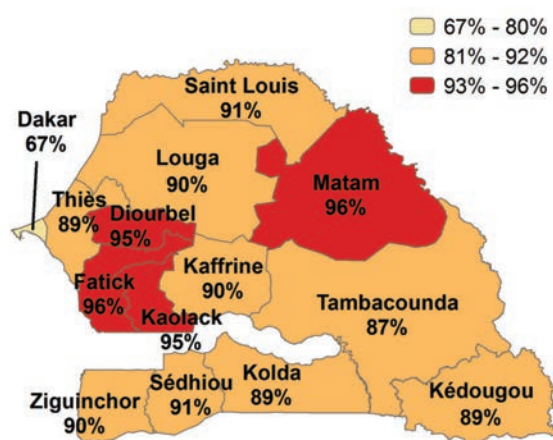 67% - 80%
81% - 92%
93% - 96%
Saint Louis
91%
Dakar
67%
Louga
90%
Matam
96%
Thiès
89%
Diourbel
95%
Kaffrine
90%
Fatick
96%
Kaolack
95%
Tambacounda
87%
Ziguinchor
90%
Sédhiou
91%
Kolda
89%
Kédougou
89%